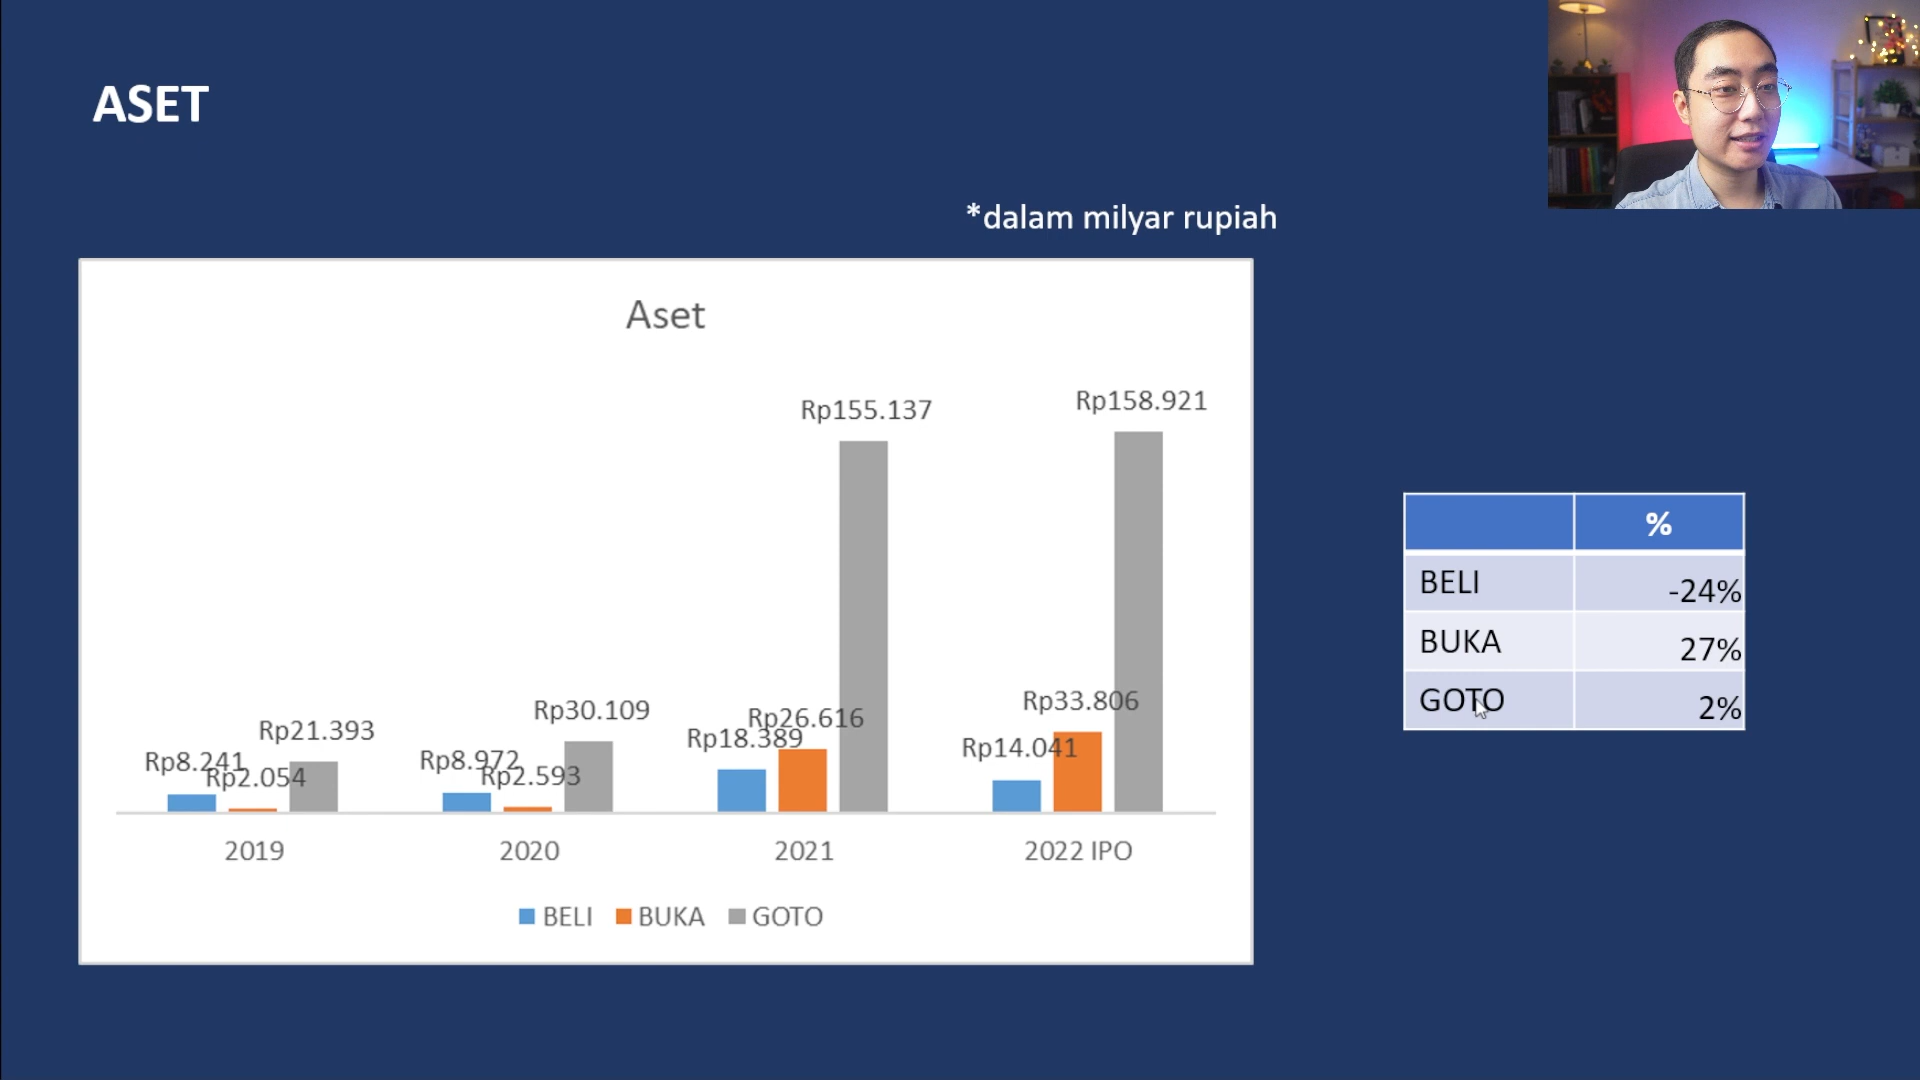 ASET
*dalam milyar rupiah
Aset
Rp155.137
Rp158.921
Rp21.393
Rp30.109
Rp26.616
Rp33.806
Rp8.241
Rp2.054
Rp8.972
Rp2.593
Rp18.389
Rp14.041
2019 2020 2021 2022 IPO
BELI BUKA GOTO
%
BELI -24%
BUKA 27%
GOTO 2%